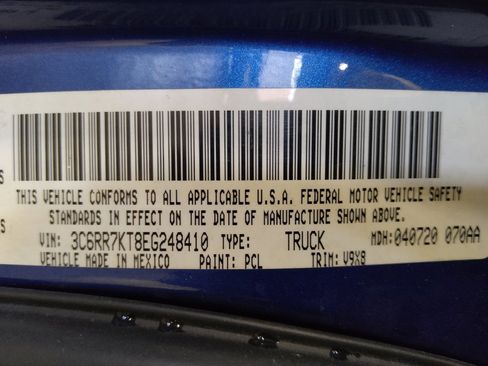 THIS VEHICLE CONFORMS TO ALL APPLICABLE U.S.A. FEDERAL MOTOR VEHICLE SAFETY
STANDARDS IN EFFECT ON THE DATE OF MANUFACTURE SHOWN ABOVE.
VIN: 3C6RR7KT8EG248410 TYPE: TRUCK MDH:040720 070AA
VEHICLE MADE IN MEXICO PAINT: PCL TRIM: V9X8